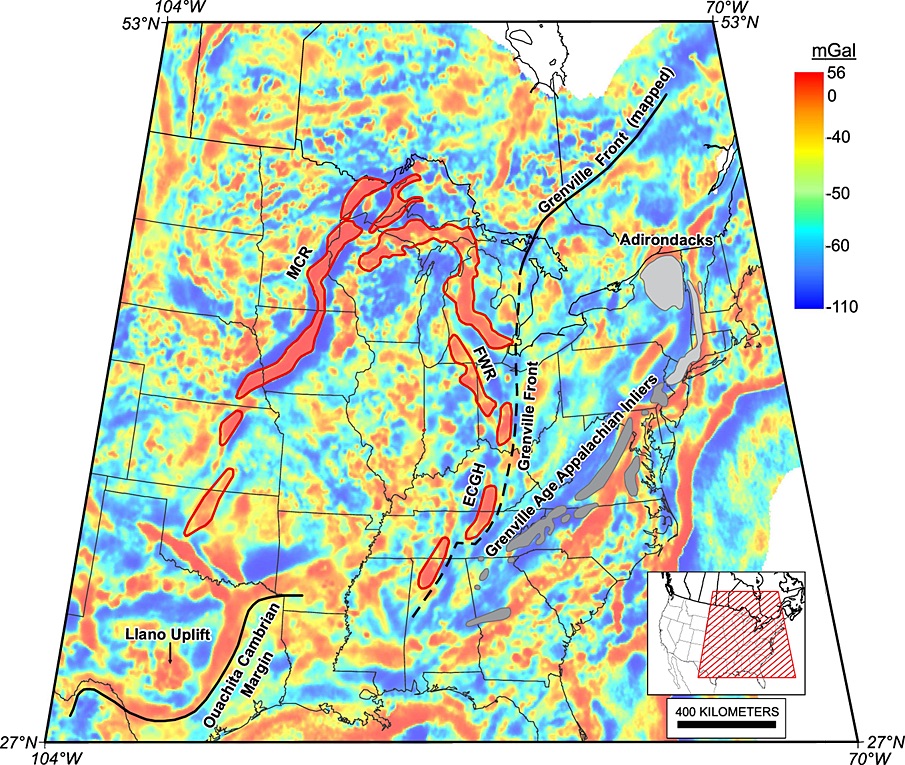 104°W
70°W
53°N
53°N
mGal
56
0
-40
-50
60
-110
Grenville Front (mapped)
Adirondacks
MCR
FWR
Grenville Front
Grenville Age Appalachian Inliers
ECGH
Llano Uplift
Ouachita Cambrian
Margin
400 KILOMETERS
27°N
27°N
104°W
70°W